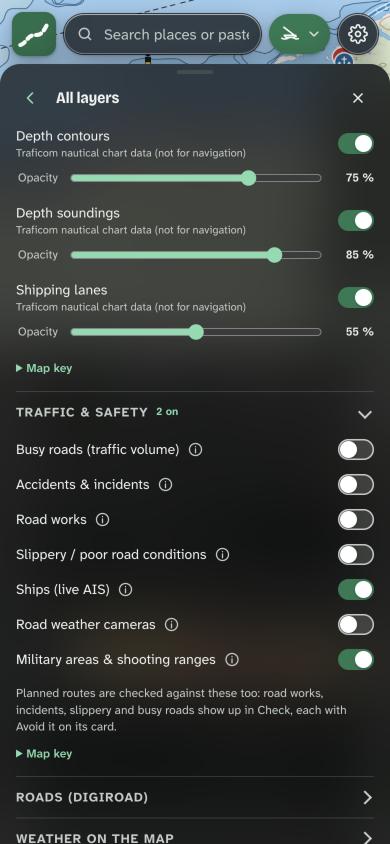 Search places or paste
All layers
Depth contours
Traficom nautical chart data (not for navigation)
Opacity 75 %
Depth soundings
Traficom nautical chart data (not for navigation)
Opacity 85 %
Shipping lanes
Traficom nautical chart data (not for navigation)
Opacity 55 %
Map key
TRAFFIC & SAFETY 2 on
Busy roads (traffic volume)
Accidents & incidents
Road works
Slippery / poor road conditions
Ships (live AIS)
Road weather cameras
Military areas & shooting ranges
Planned routes are checked against these too: road works,
incidents, slippery and busy roads show up in Check, each with
Avoid it on its card.
Map key
ROADS (DIGIROAD)
WEATHER ON THE MAP